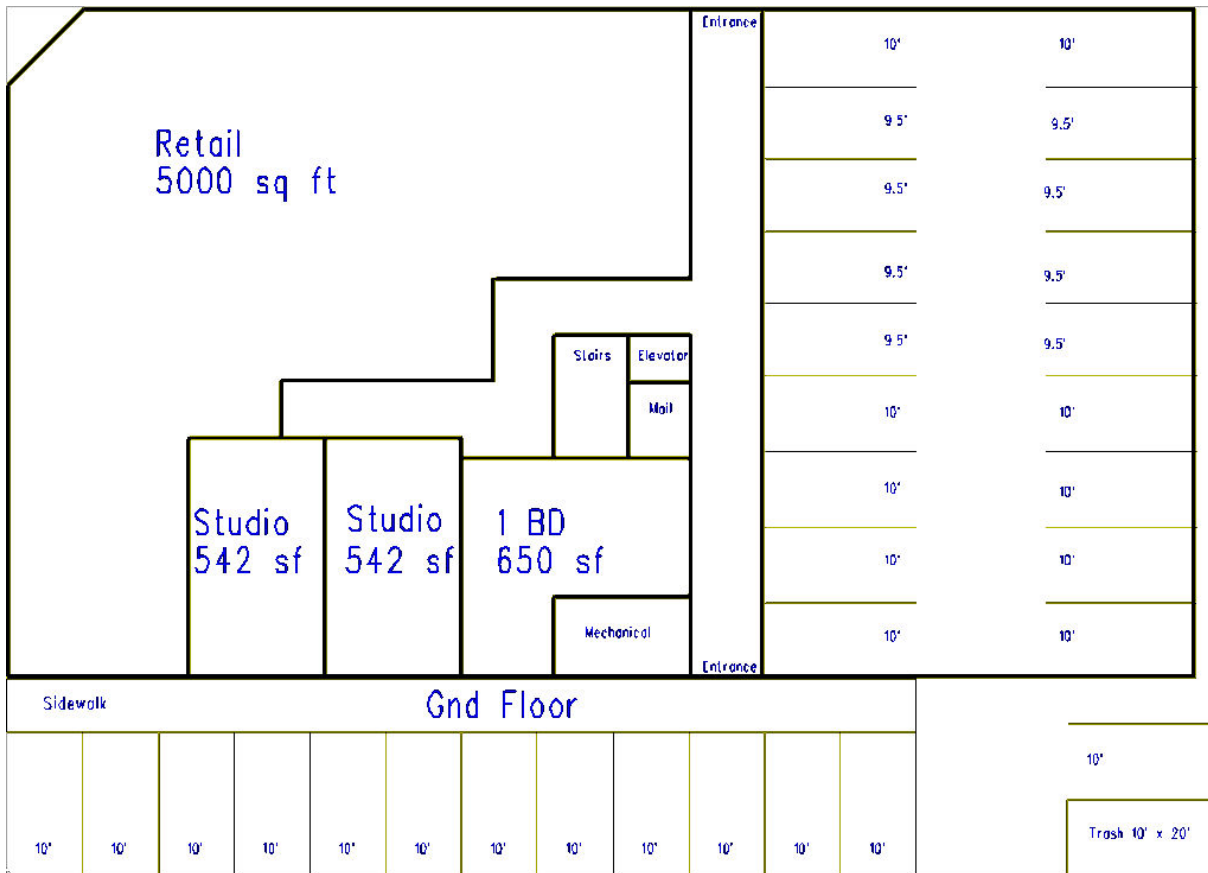 Entrance
10' 10'
9.5' 9.5'
Retail
5000 sq ft
9.5' 9.5'
9.5' 9.5'
9.5' 9.5'
Stairs Elevator
Mail
10' 10'
10' 10'
Studio
542 sf
Studio
542 sf
1 BD
650 sf
10' 10'
Mechanical
10' 10'
Entrance
Sidewalk
Gnd Floor
10'
Trash 10' x 20'
10' 10' 10' 10' 10' 10' 10' 10' 10' 10' 10' 10'